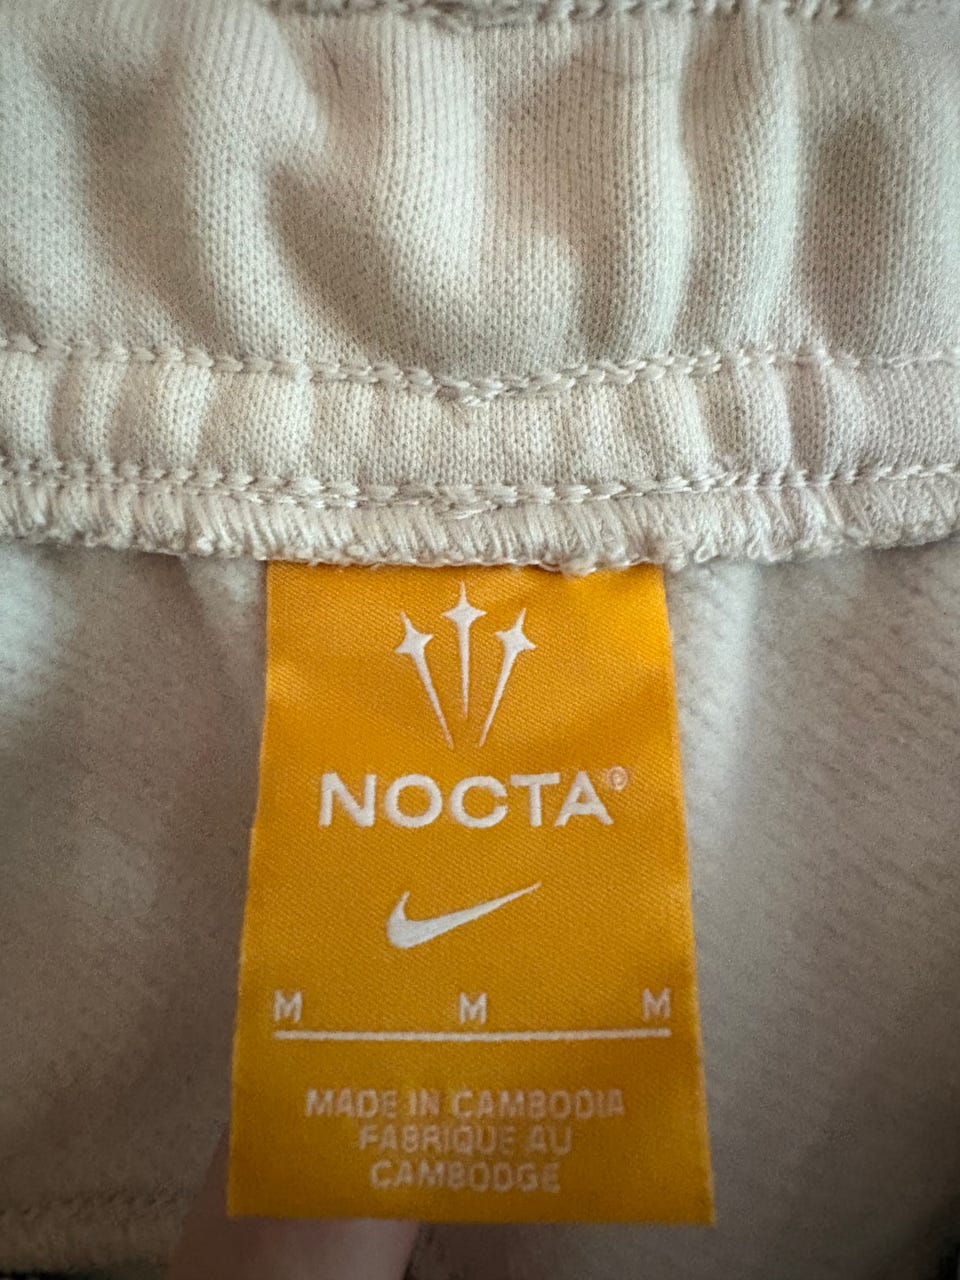 NOCTA®
M M M
MADE IN CAMBODIA
FABRIQUE AU
CAMBODGE